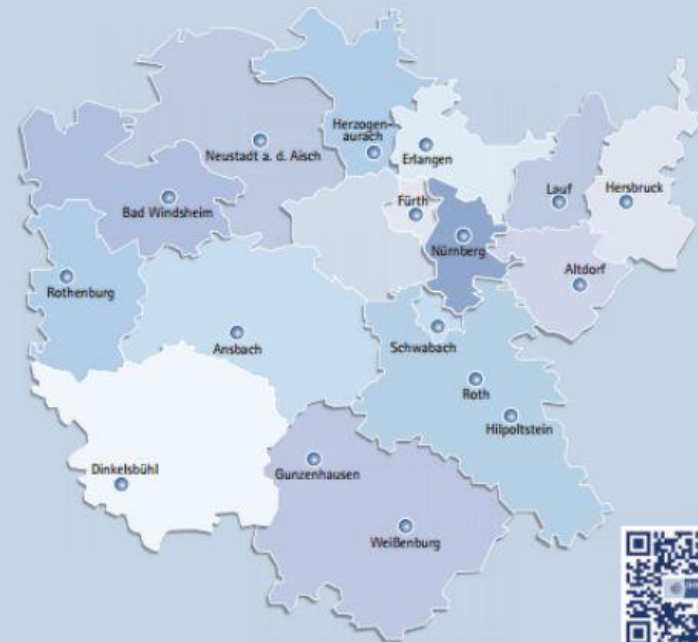 Herzogen-
aurach
Erlangen
Neustadt a. d. Aisch
Lauf
Hersbruck
Bad Windsheim
Fürth
Nürnberg
Altdorf
Rothenburg
Ansbach
Schwabach
Roth
Hilpoltstein
Dinkelsbühl
Gunzenhausen
Weißenburg